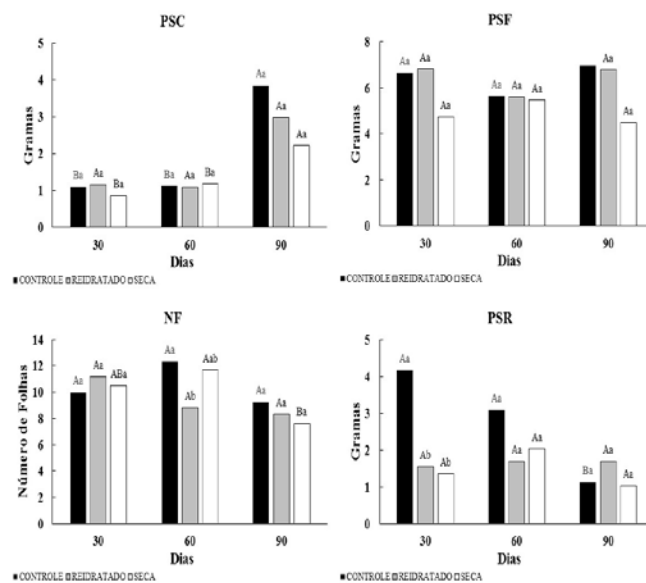 PSC
5
4
3
2
1
0
Gramas
Ba Aa Ba
Ba Aa Ba
Aa Aa Aa
30 60 90
Dias
■CONTROLE ■REIDRATADO □SECA
PSF
8
6
4
2
0
Gramas
Aa Aa Aa
Aa Aa Aa
Aa Aa Aa
30 60 90
Dias
■CONTROLE ■REIDRATADO □SECA
NF
14
12
10
8
6
4
2
0
Número de Folhas
Aa Aa ABa
Aa Ab Aab
Aa Aa Ba
30 60 90
Dias
■CONTROLE ■REIDRATADO □SECA
PSR
5
4
3
2
1
0
Gramas
Aa Ab Ab
Aa Aa Aa
Ba Aa Aa
30 60 90
Dias
■CONTROLE ■REIDRATADO □SECA